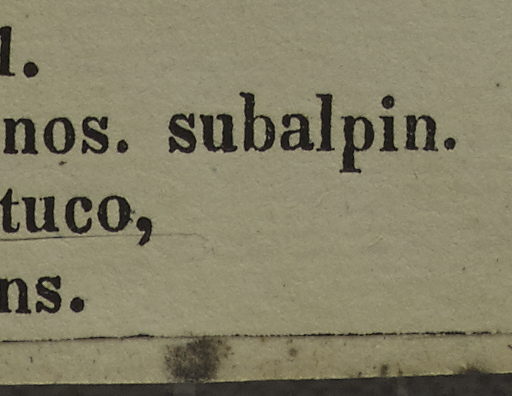 l.
nos. subalpin.
tuco,
ns.